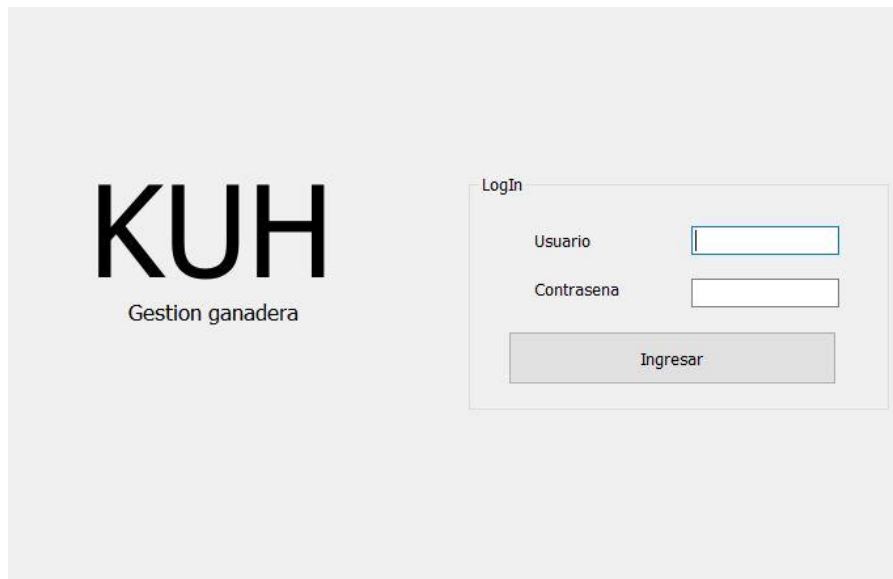 KUH
Gestion ganadera
LogIn
Usuario
Contrasena
Ingresar